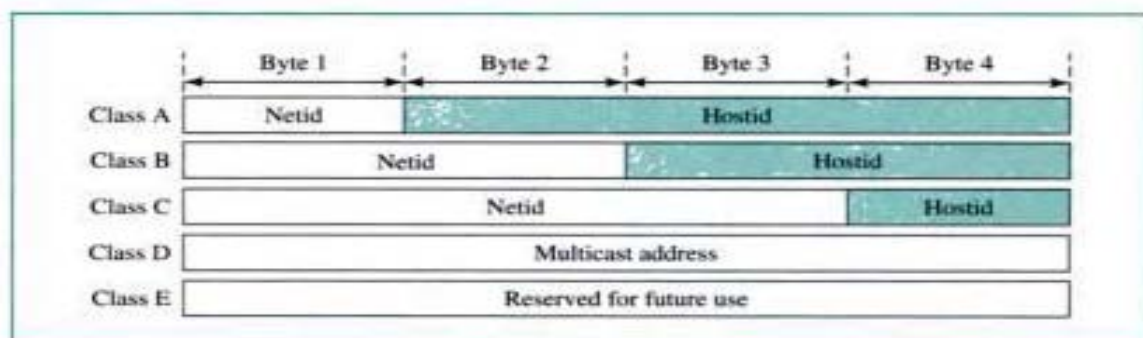 Byte 1 Byte 2 Byte 3 Byte 4
Class A Netid Hostid
Class B Netid Hostid
Class C Netid Hostid
Class D Multicast address
Class E Reserved for future use